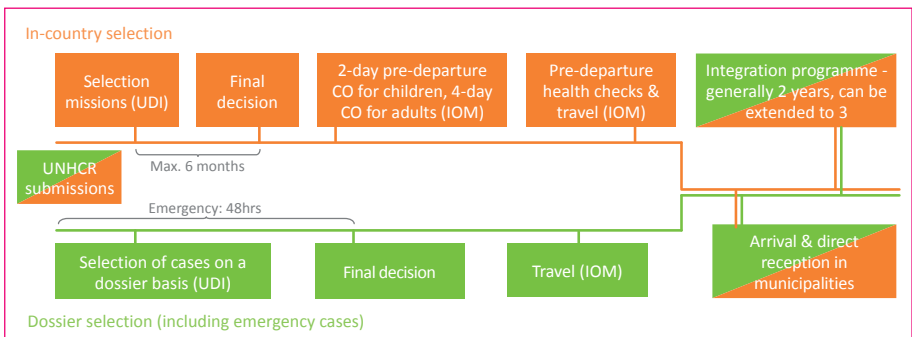 In-country selection
Selection
missions (UDI)
Final
decision
2-day pre-departure
CO for children, 4-day
CO for adults (IOM)
Pre-departure
health checks &
travel (IOM)
Integration programme -
generally 2 years, can be
extended to 3
Max. 6 months
UNHCR
submissions
Emergency: 48hrs
Selection of cases on a
dossier basis (UDI)
Final decision
Travel (IOM)
Arrival & direct
reception in
municipalities
Dossier selection (including emergency cases)